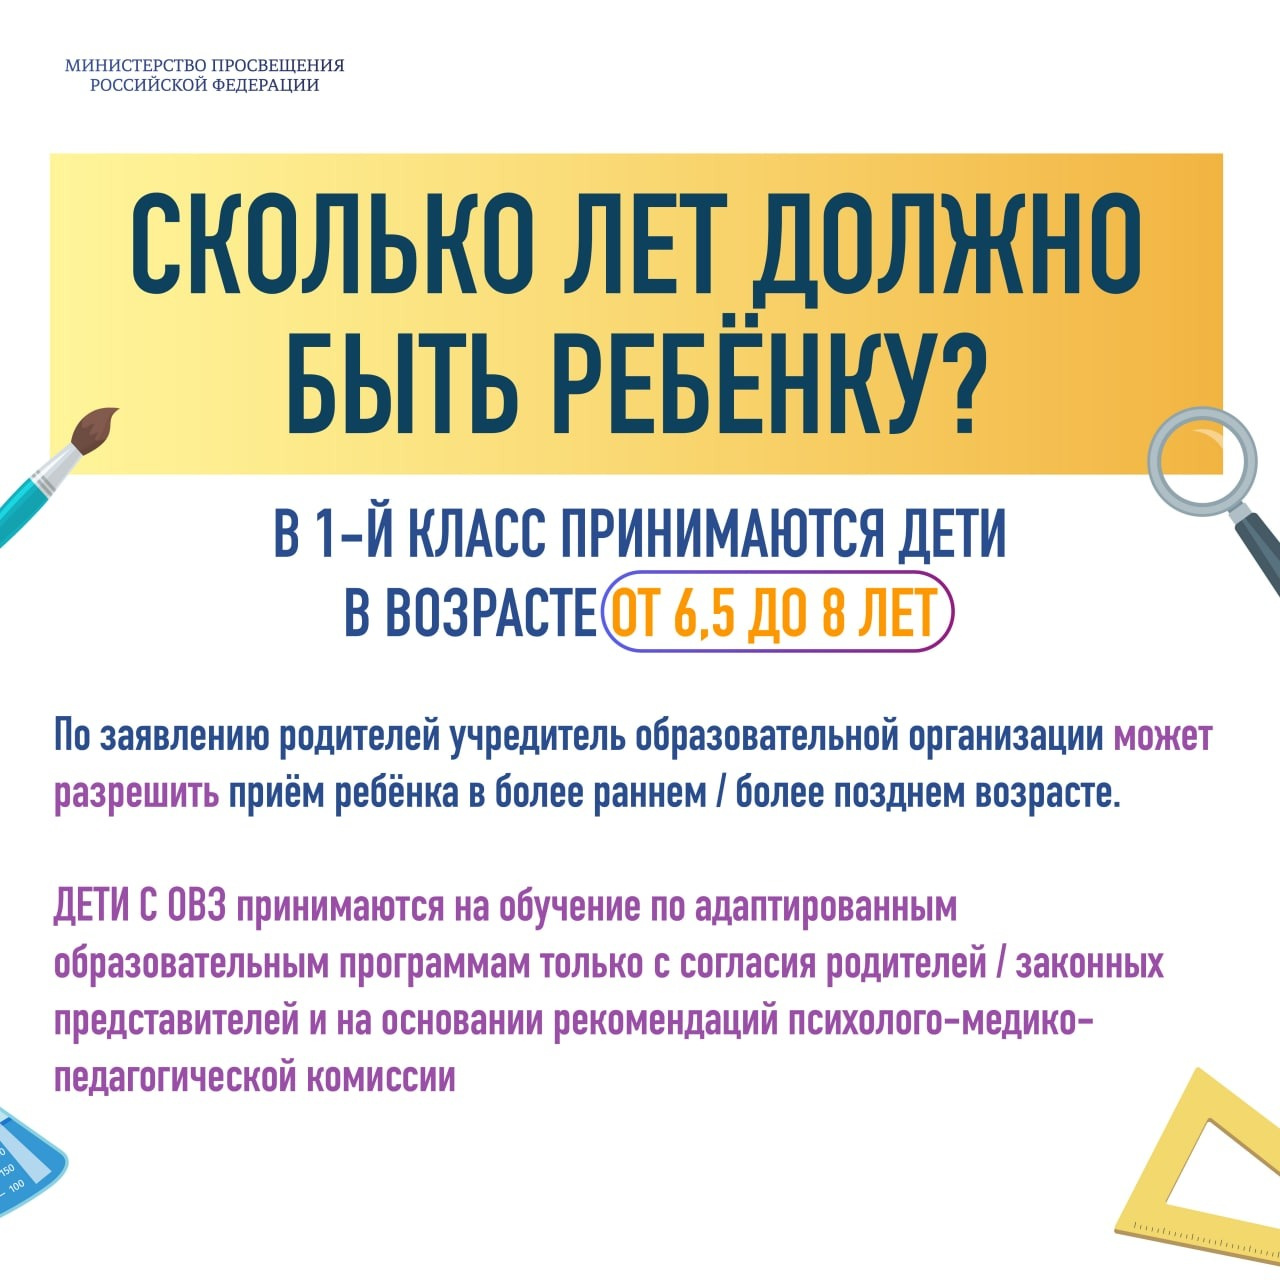 МИНИСТЕРСТВО ПРОСВЕЩЕНИЯ
РОССИЙСКОЙ ФЕДЕРАЦИИ
СКОЛЬКО ЛЕТ ДОЛЖНО
БЫТЬ РЕБЁНКУ?
В 1-Й КЛАСС ПРИНИМАЮТСЯ ДЕТИ
В ВОЗРАСТЕ ОТ 6,5 ДО 8 ЛЕТ
По заявлению родителей учредитель образовательной организации может
разрешить приём ребёнка в более раннем / более позднем возрасте.
ДЕТИ С ОВЗ принимаются на обучение по адаптированным
образовательным программам только с согласия родителей / законных
представителей и на основании рекомендаций психолого-медико-
педагогической комиссии
150
100